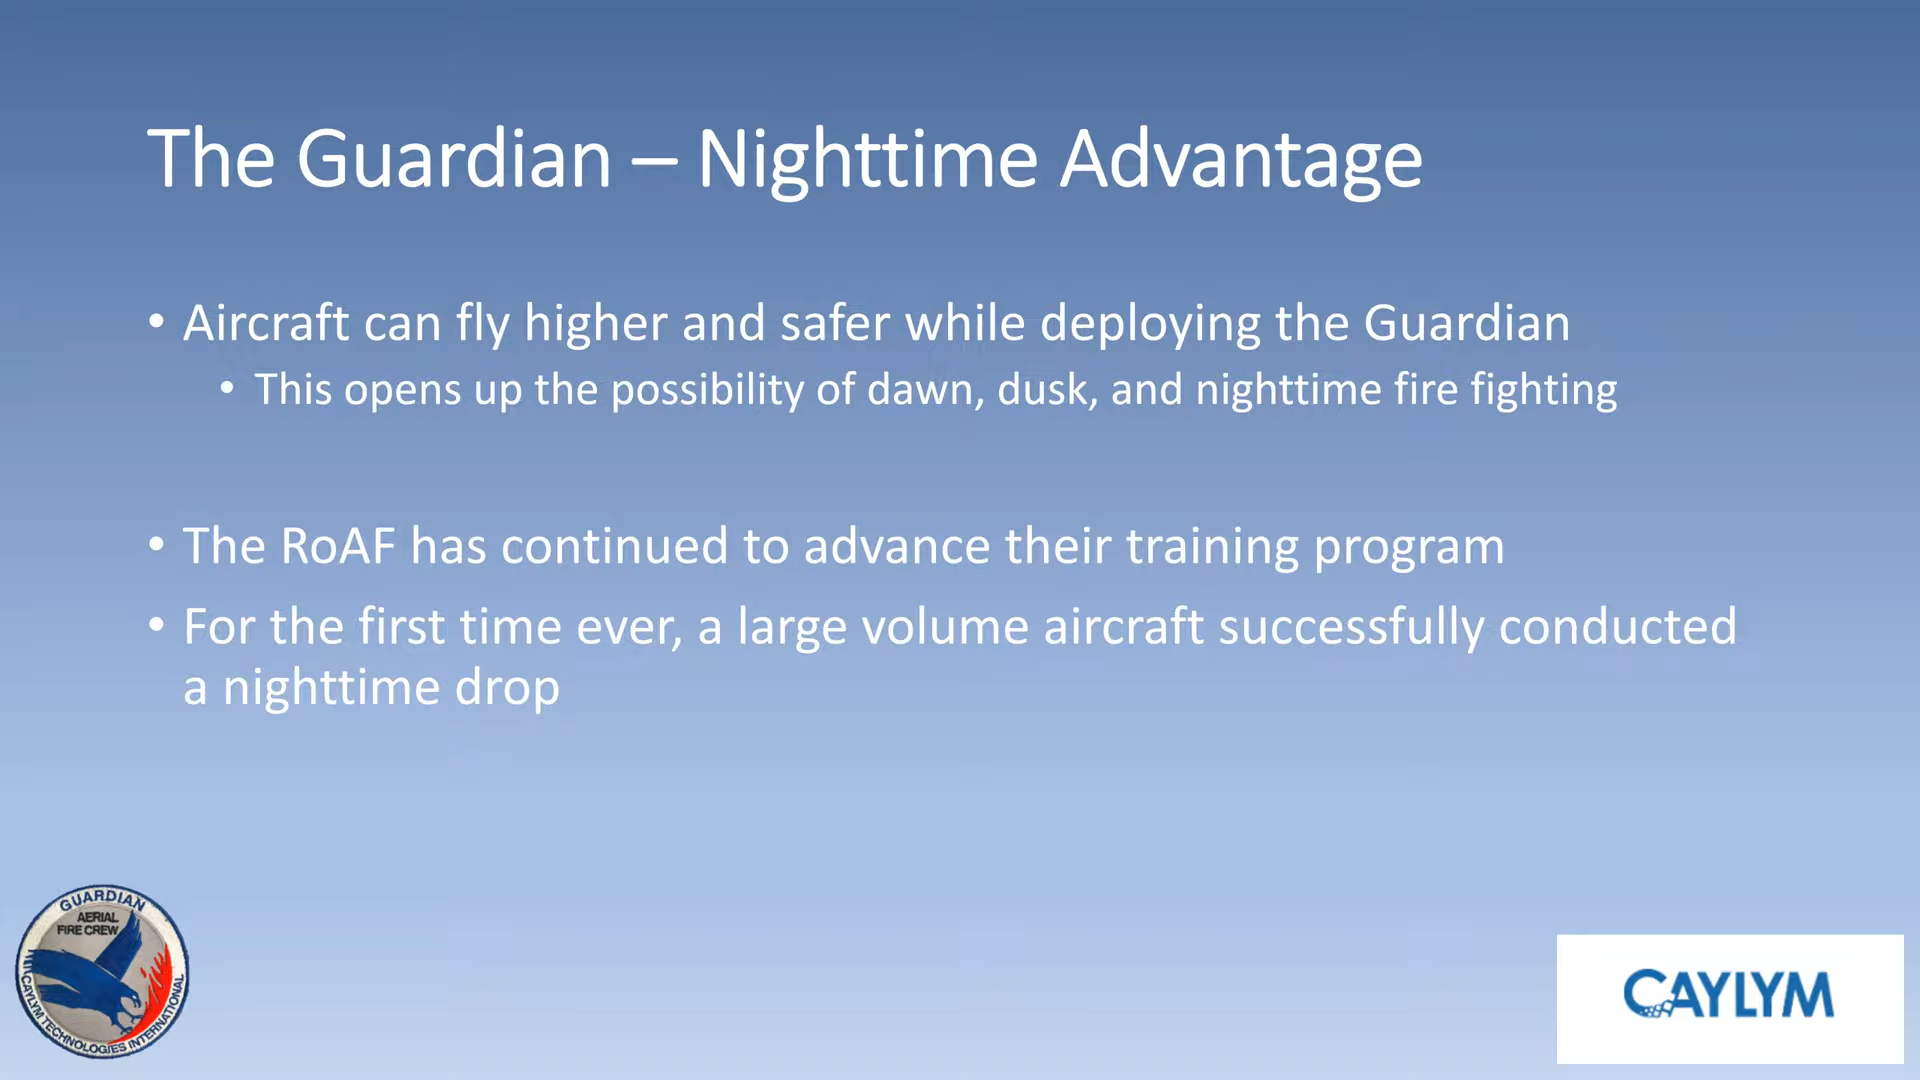 The Guardian – Nighttime Advantage
• Aircraft can fly higher and safer while deploying the Guardian
• This opens up the possibility of dawn, dusk, and nighttime fire fighting
• The RoAF has continued to advance their training program
• For the first time ever, a large volume aircraft successfully conducted
a nighttime drop
GUARDIAN
AERIAL
FIRE CREW
CAYLYM TECHNOLOGIES INTERNATIONAL
CAYLYM